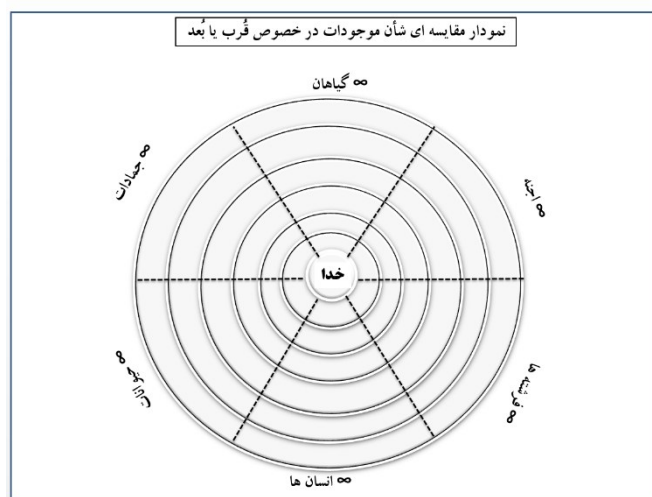 نمودار مقایسه ای شأن موجودات در خصوص قُرب یا بُعد
∞ گیاهان
∞ جمادات
∞ اجنه
خدا
∞ حیوانات
∞ فرشته ها
∞ انسان ها